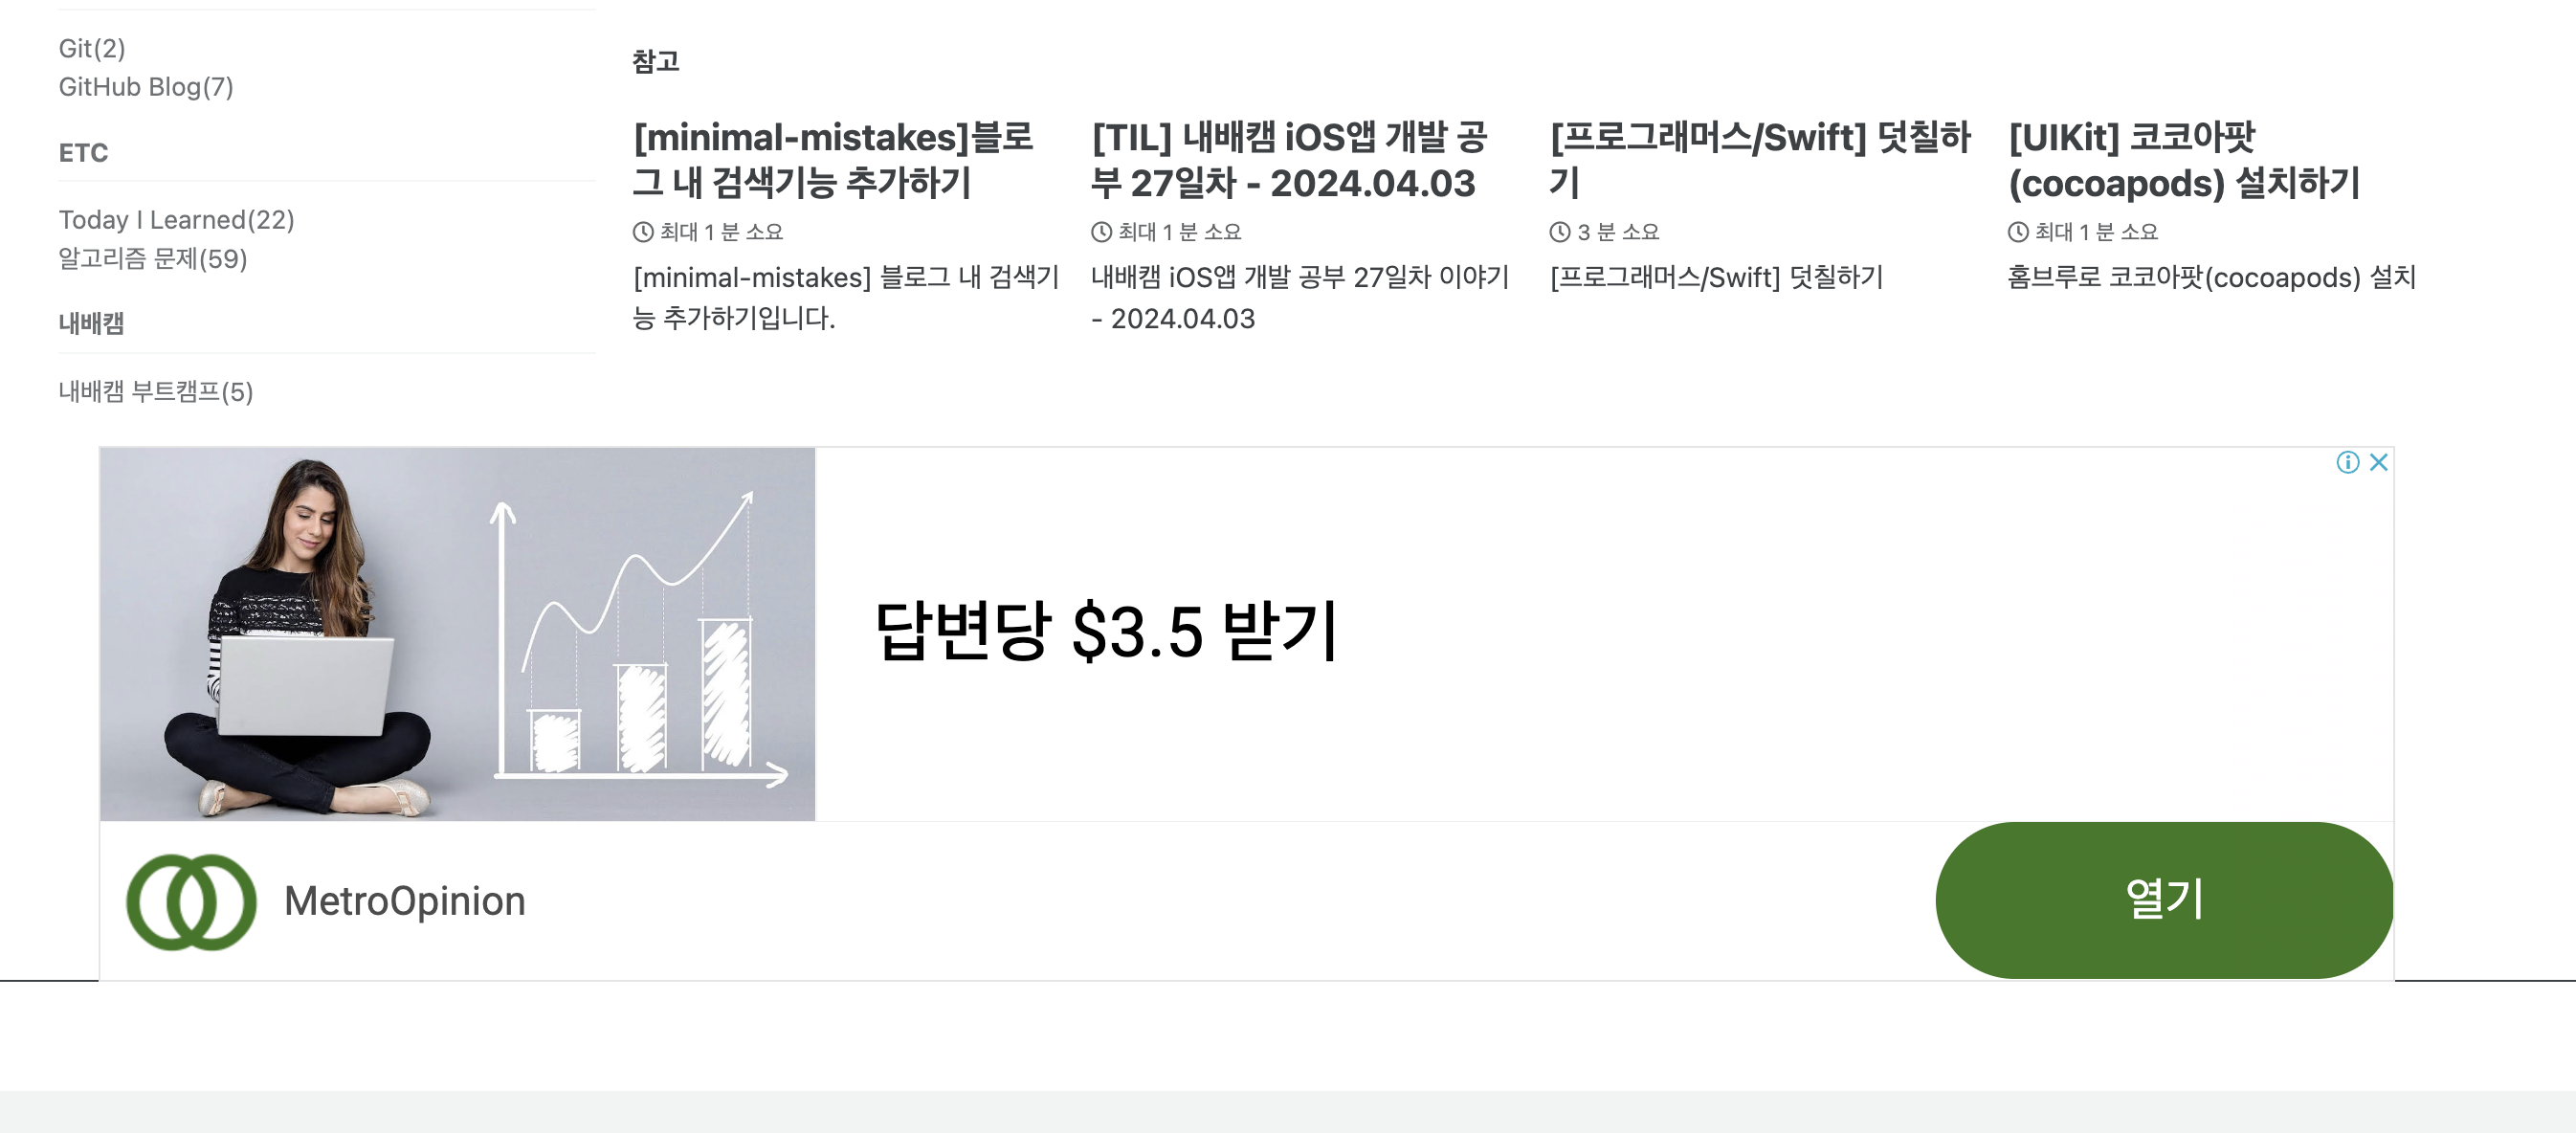 Git(2)
GitHub Blog(7)
ETC
Today I Learned(22)
알고리즘 문제(59)
내배캠
내배캠 부트캠프(5)
참고
[minimal-mistakes]블로
그 내 검색기능 추가하기
최대 1 분 소요
[minimal-mistakes] 블로그 내 검색기
능 추가하기입니다.
[TIL] 내배캠 iOS앱 개발 공
부 27일차 - 2024.04.03
최대 1 분 소요
내배캠 iOS앱 개발 공부 27일차 이야기
- 2024.04.03
[프로그래머스/Swift] 덧칠하
기
3 분 소요
[프로그래머스/Swift] 덧칠하기
[UIKit] 코코아팟
(cocoapods) 설치하기
최대 1 분 소요
홈브루로 코코아팟(cocoapods) 설치
답변당 $3.5 받기
MetroOpinion
열기